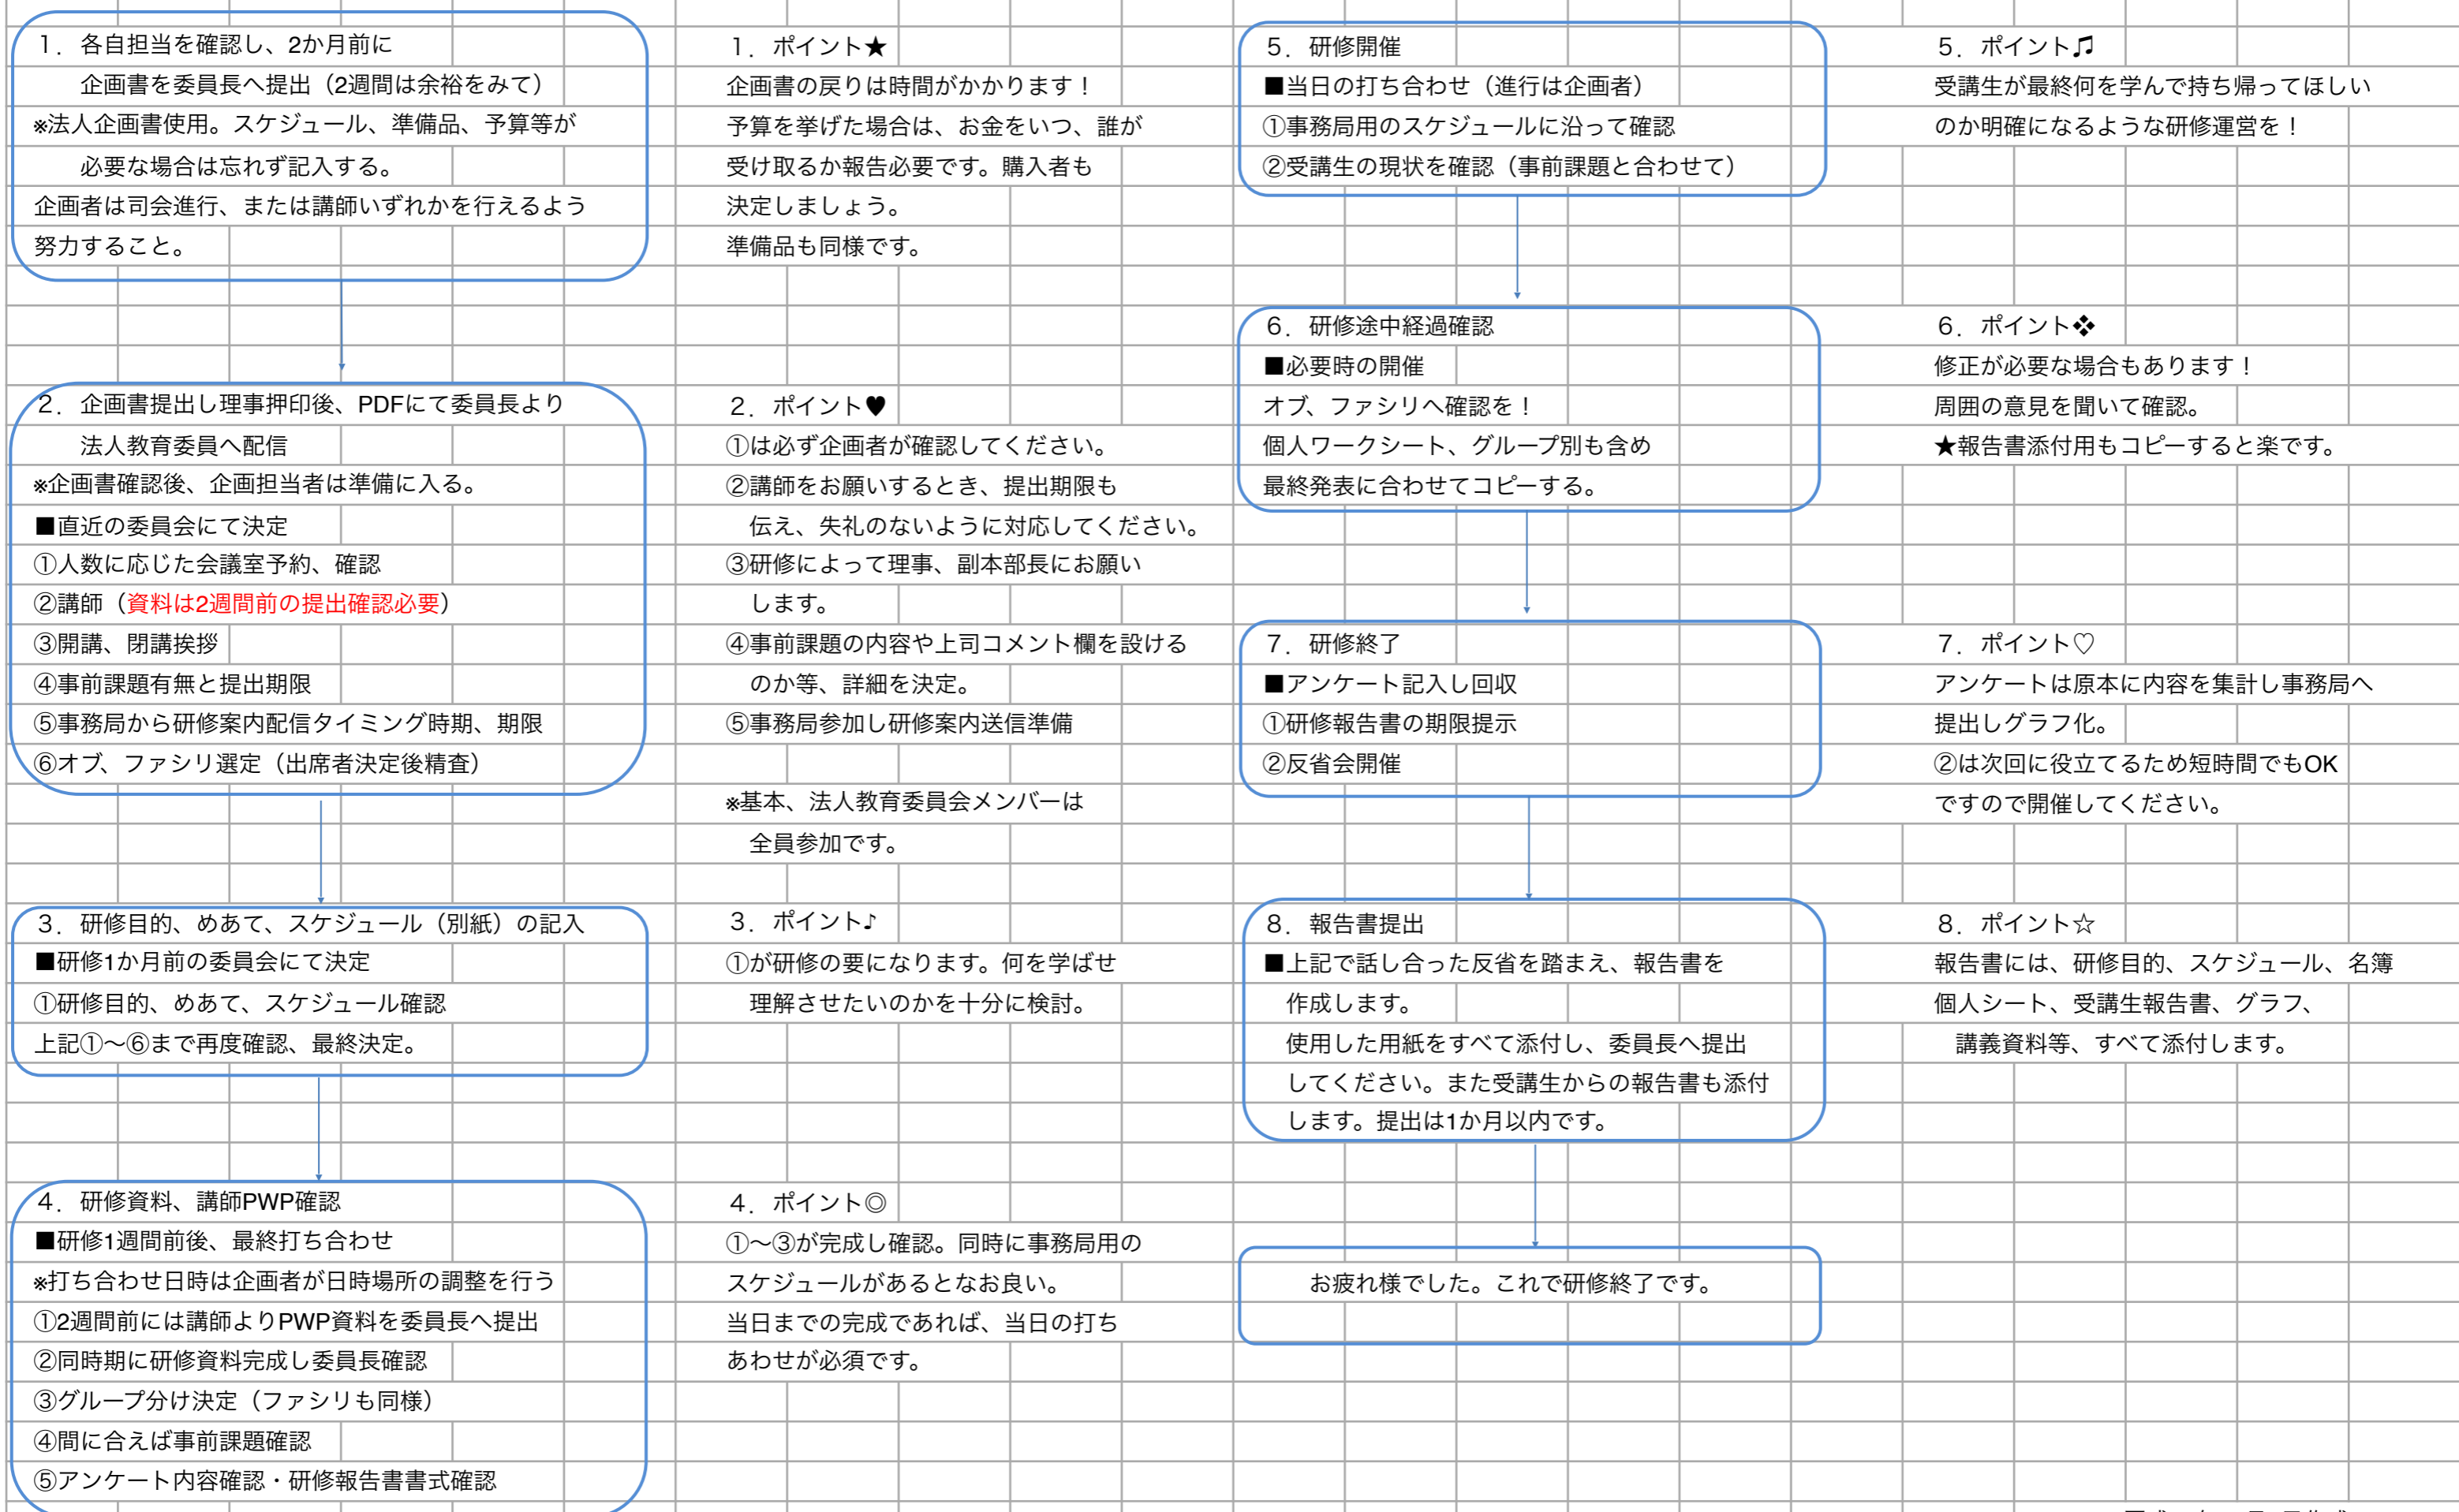 1．各自担当を確認し、2か月前に
企画書を委員長へ提出（2週間は余裕をみて）
※法人企画書使用。スケジュール、準備品、予算等が
必要な場合は忘れず記入する。
企画者は司会進行、または講師いずれかを行えるよう
努力すること。
1．ポイント★
企画書の戻りは時間がかかります！
予算を挙げた場合は、お金をいつ、誰が
受け取るか報告必要です。購入者も
決定しましょう。
準備品も同様です。
2．企画書提出し理事押印後、PDFにて委員長より
法人教育委員へ配信
※企画書確認後、企画担当者は準備に入る。
■直近の委員会にて決定
①人数に応じた会議室予約、確認
②講師（資料は2週間前の提出確認必要）
③開講、閉講挨拶
④事前課題有無と提出期限
⑤事務局から研修案内配信タイミング時期、期限
⑥オブ、ファシリ選定（出席者決定後精査）
2．ポイント♥
①は必ず企画者が確認してください。
②講師をお願いするとき、提出期限も
伝え、失礼のないように対応してください。
③研修によって理事、副本部長にお願い
します。
④事前課題の内容や上司コメント欄を設ける
のか等、詳細を決定。
⑤事務局参加し研修案内送信準備
※基本、法人教育委員会メンバーは
全員参加です。
3．研修目的、めあて、スケジュール（別紙）の記入
■研修1か月前の委員会にて決定
①研修目的、めあて、スケジュール確認
上記①～⑥まで再度確認、最終決定。
3．ポイント♪
①が研修の要になります。何を学ばせ
理解させたいのかを十分に検討。
4．研修資料、講師PWP確認
■研修1週間前後、最終打ち合わせ
※打ち合わせ日時は企画者が日時場所の調整を行う
①2週間前には講師よりPWP資料を委員長へ提出
②同時期に研修資料完成し委員長確認
③グループ分け決定（ファシリも同様）
④間に合えば事前課題確認
⑤アンケート内容確認・研修報告書書式確認
4．ポイント◎
①～③が完成し確認。同時に事務局用の
スケジュールがあるとなお良い。
当日までの完成であれば、当日の打ち
あわせが必須です。
5．研修開催
■当日の打ち合わせ（進行は企画者）
①事務局用のスケジュールに沿って確認
②受講生の現状を確認（事前課題と合わせて）
5．ポイント♫
受講生が最終何を学んで持ち帰ってほしい
のか明確になるような研修運営を！
6．研修途中経過確認
■必要時の開催
オブ、ファシリへ確認を！
個人ワークシート、グループ別も含め
最終発表に合わせてコピーする。
6．ポイント❖
修正が必要な場合もあります！
周囲の意見を聞いて確認。
★報告書添付用もコピーすると楽です。
7．研修終了
■アンケート記入し回収
①研修報告書の期限提示
②反省会開催
7．ポイント♡
アンケートは原本に内容を集計し事務局へ
提出しグラフ化。
②は次回に役立てるため短時間でもOK
ですので開催してください。
8．報告書提出
■上記で話し合った反省を踏まえ、報告書を
作成します。
使用した用紙をすべて添付し、委員長へ提出
してください。また受講生からの報告書も添付
します。提出は1か月以内です。
8．ポイント☆
報告書には、研修目的、スケジュール、名簿
個人シート、受講生報告書、グラフ、
講義資料等、すべて添付します。
お疲れ様でした。これで研修終了です。